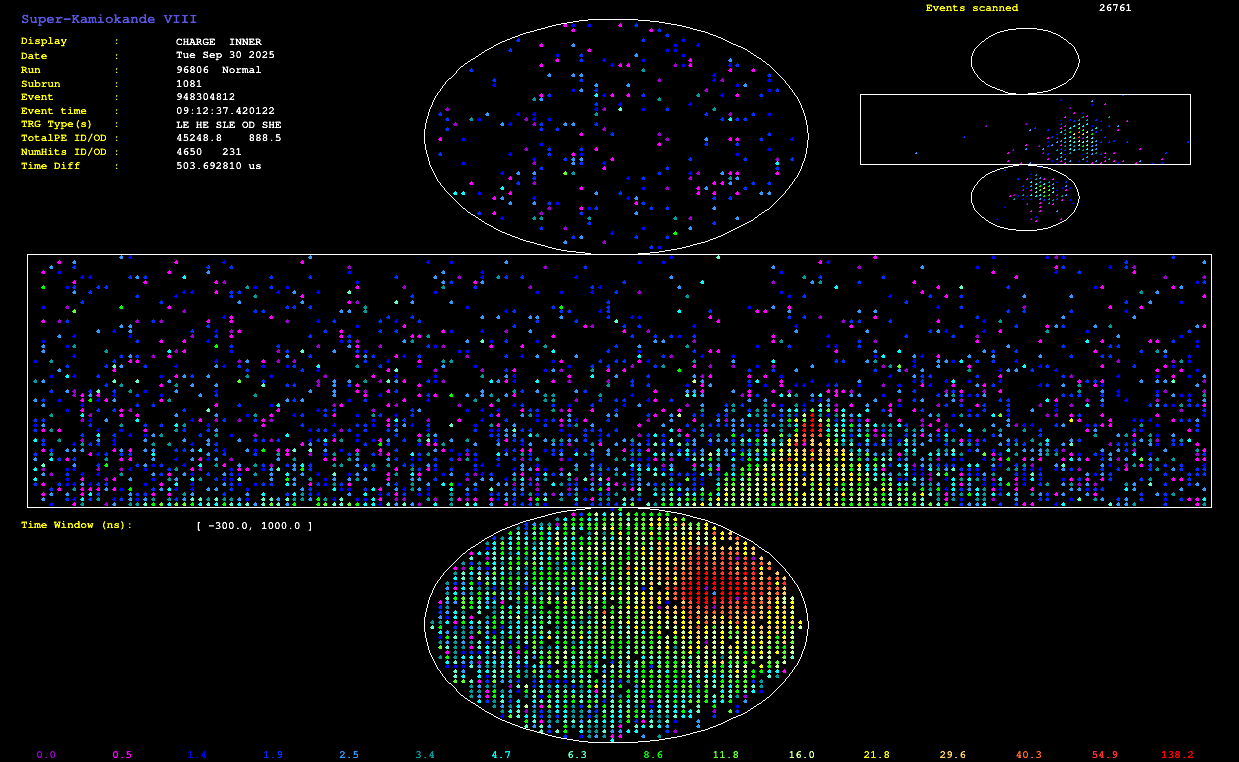 Super-Kamiokande VIII
Display : CHARGE INNER
Date : Tue Sep 30 2025
Run : 96806 Normal
Subrun : 1081
Event : 948304812
Event time : 09:12:37.420122
TRG Type(s) : LE HE SLE OD SHE
TotalPE ID/OD : 45248.8 888.5
NumHits ID/OD : 4650 231
Time Diff : 503.692810 us
Events scanned 26761
Time Window (ns): [ -300.0, 1000.0 ]
0.0 0.5 1.4 1.9 2.5 3.4 4.7 6.3 8.6 11.8 16.0 21.8 29.6 40.3 54.9 138.2